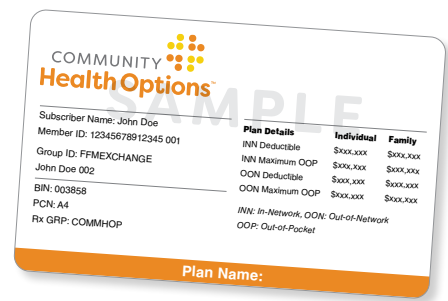 COMMUNITY
HealthOptions™
SAMPLE
Subscriber Name: John Doe
Member ID: 12345678912345 001
Group ID: FFMEXCHANGE
John Doe 002
BIN: 003858
PCN: A4
Rx GRP: COMMHOP
Plan Details Individual Family
INN Deductible $xxx,xxx $xxx,xxx
INN Maximum OOP $xxx,xxx $xxx,xxx
OON Deductible $xxx,xxx $xxx,xxx
OON Maximum OOP $xxx,xxx $xxx,xxx
INN: In-Network, OON: Out-of-Network
OOP: Out-of-Pocket
Plan Name: